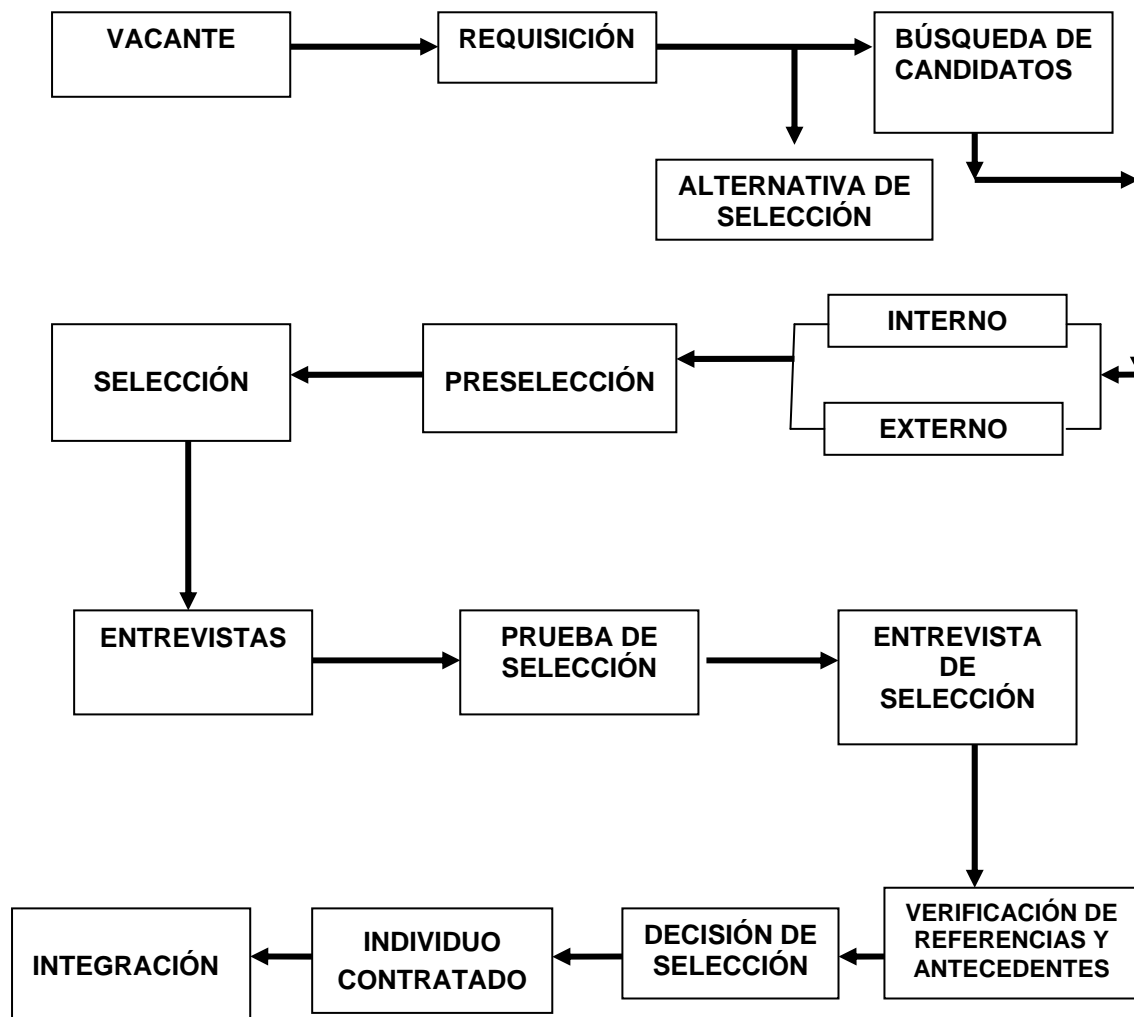 VACANTE
REQUISICIÓN
BÚSQUEDA DE
CANDIDATOS
ALTERNATIVA DE
SELECCIÓN
INTERNO
EXTERNO
PRESELECCIÓN
SELECCIÓN
ENTREVISTAS
PRUEBA DE
SELECCIÓN
ENTREVISTA
DE
SELECCIÓN
VERIFICACIÓN DE
REFERENCIAS Y
ANTECEDENTES
DECISIÓN DE
SELECCIÓN
INDIVIDUO
CONTRATADO
INTEGRACIÓN